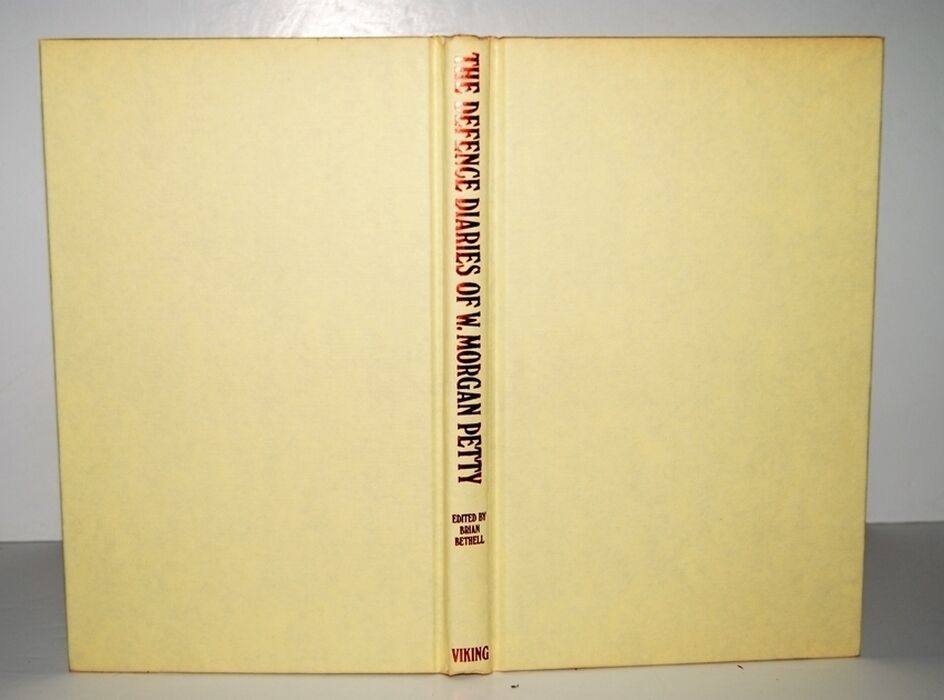 THE DEFENCE DIARIES OF W. MORGAN PETTY
EDITED BY
BRIAN
BETHELL
VIKING